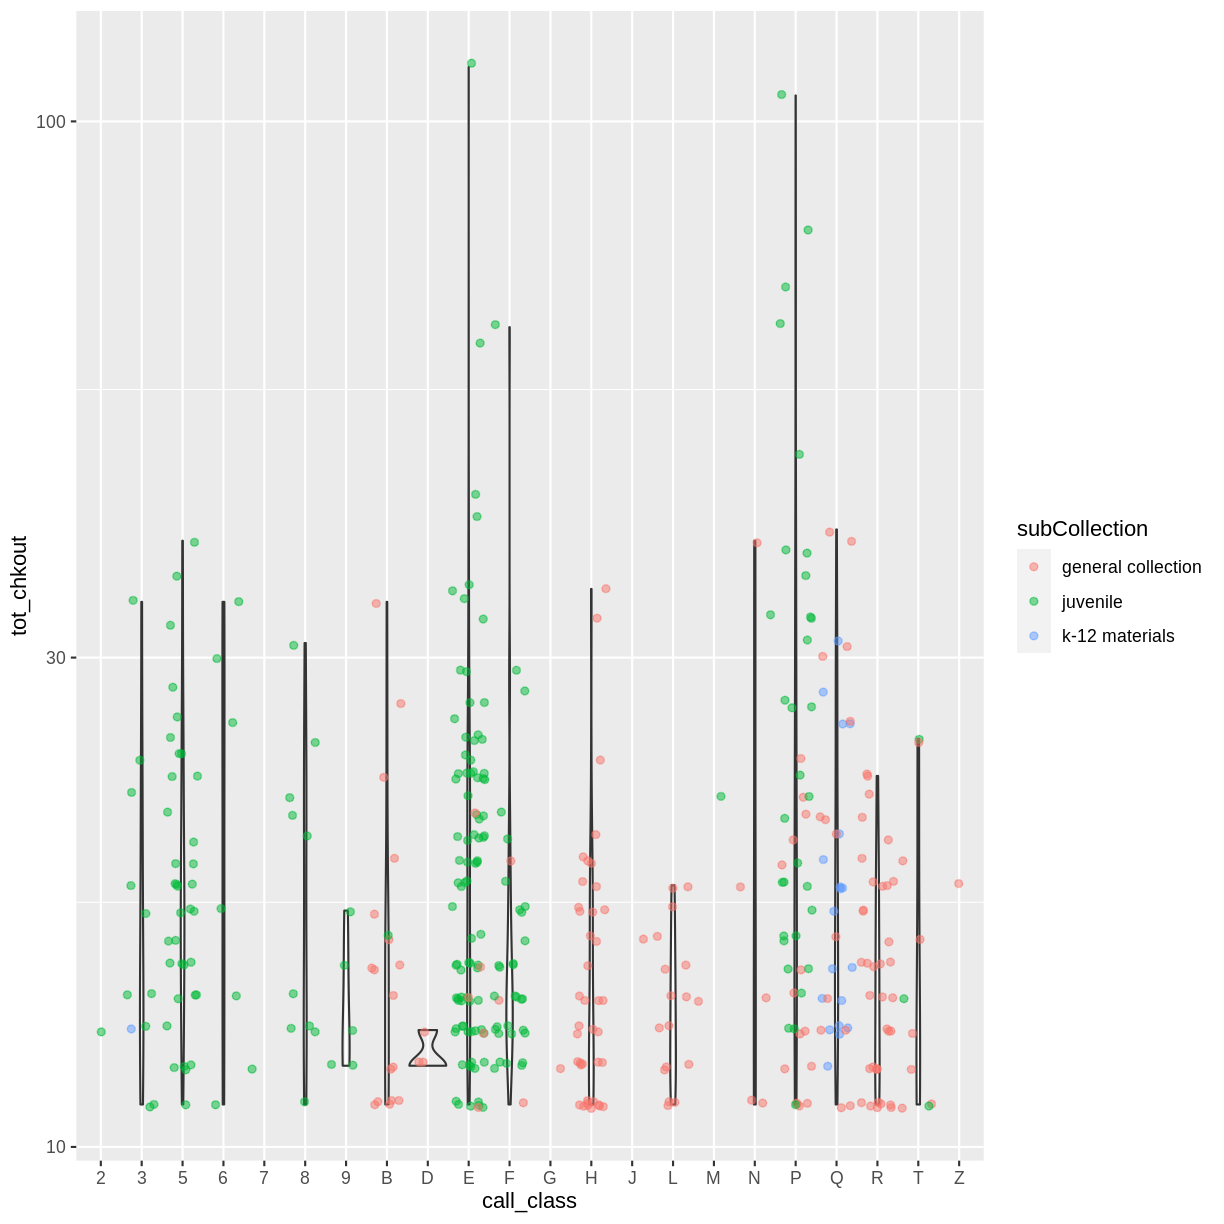 100
30
10
tot_chkout
2 3 5 6 7 8 9 B D E F G H J L M N P Q R T Z
call_class
subCollection
general collection
juvenile
k-12 materials